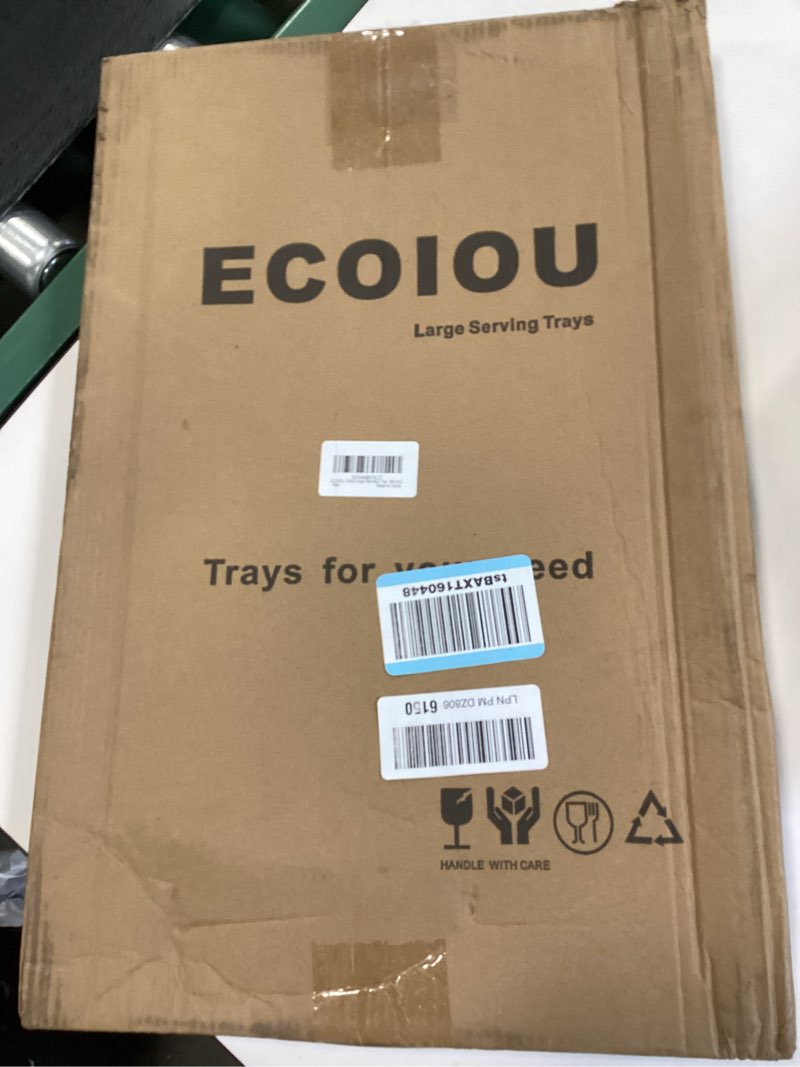 ECOIOU
Large Serving Trays
Trays for eed
tsBAXT160448
LPN PM DZ806 6150
HANDLE WITH CARE